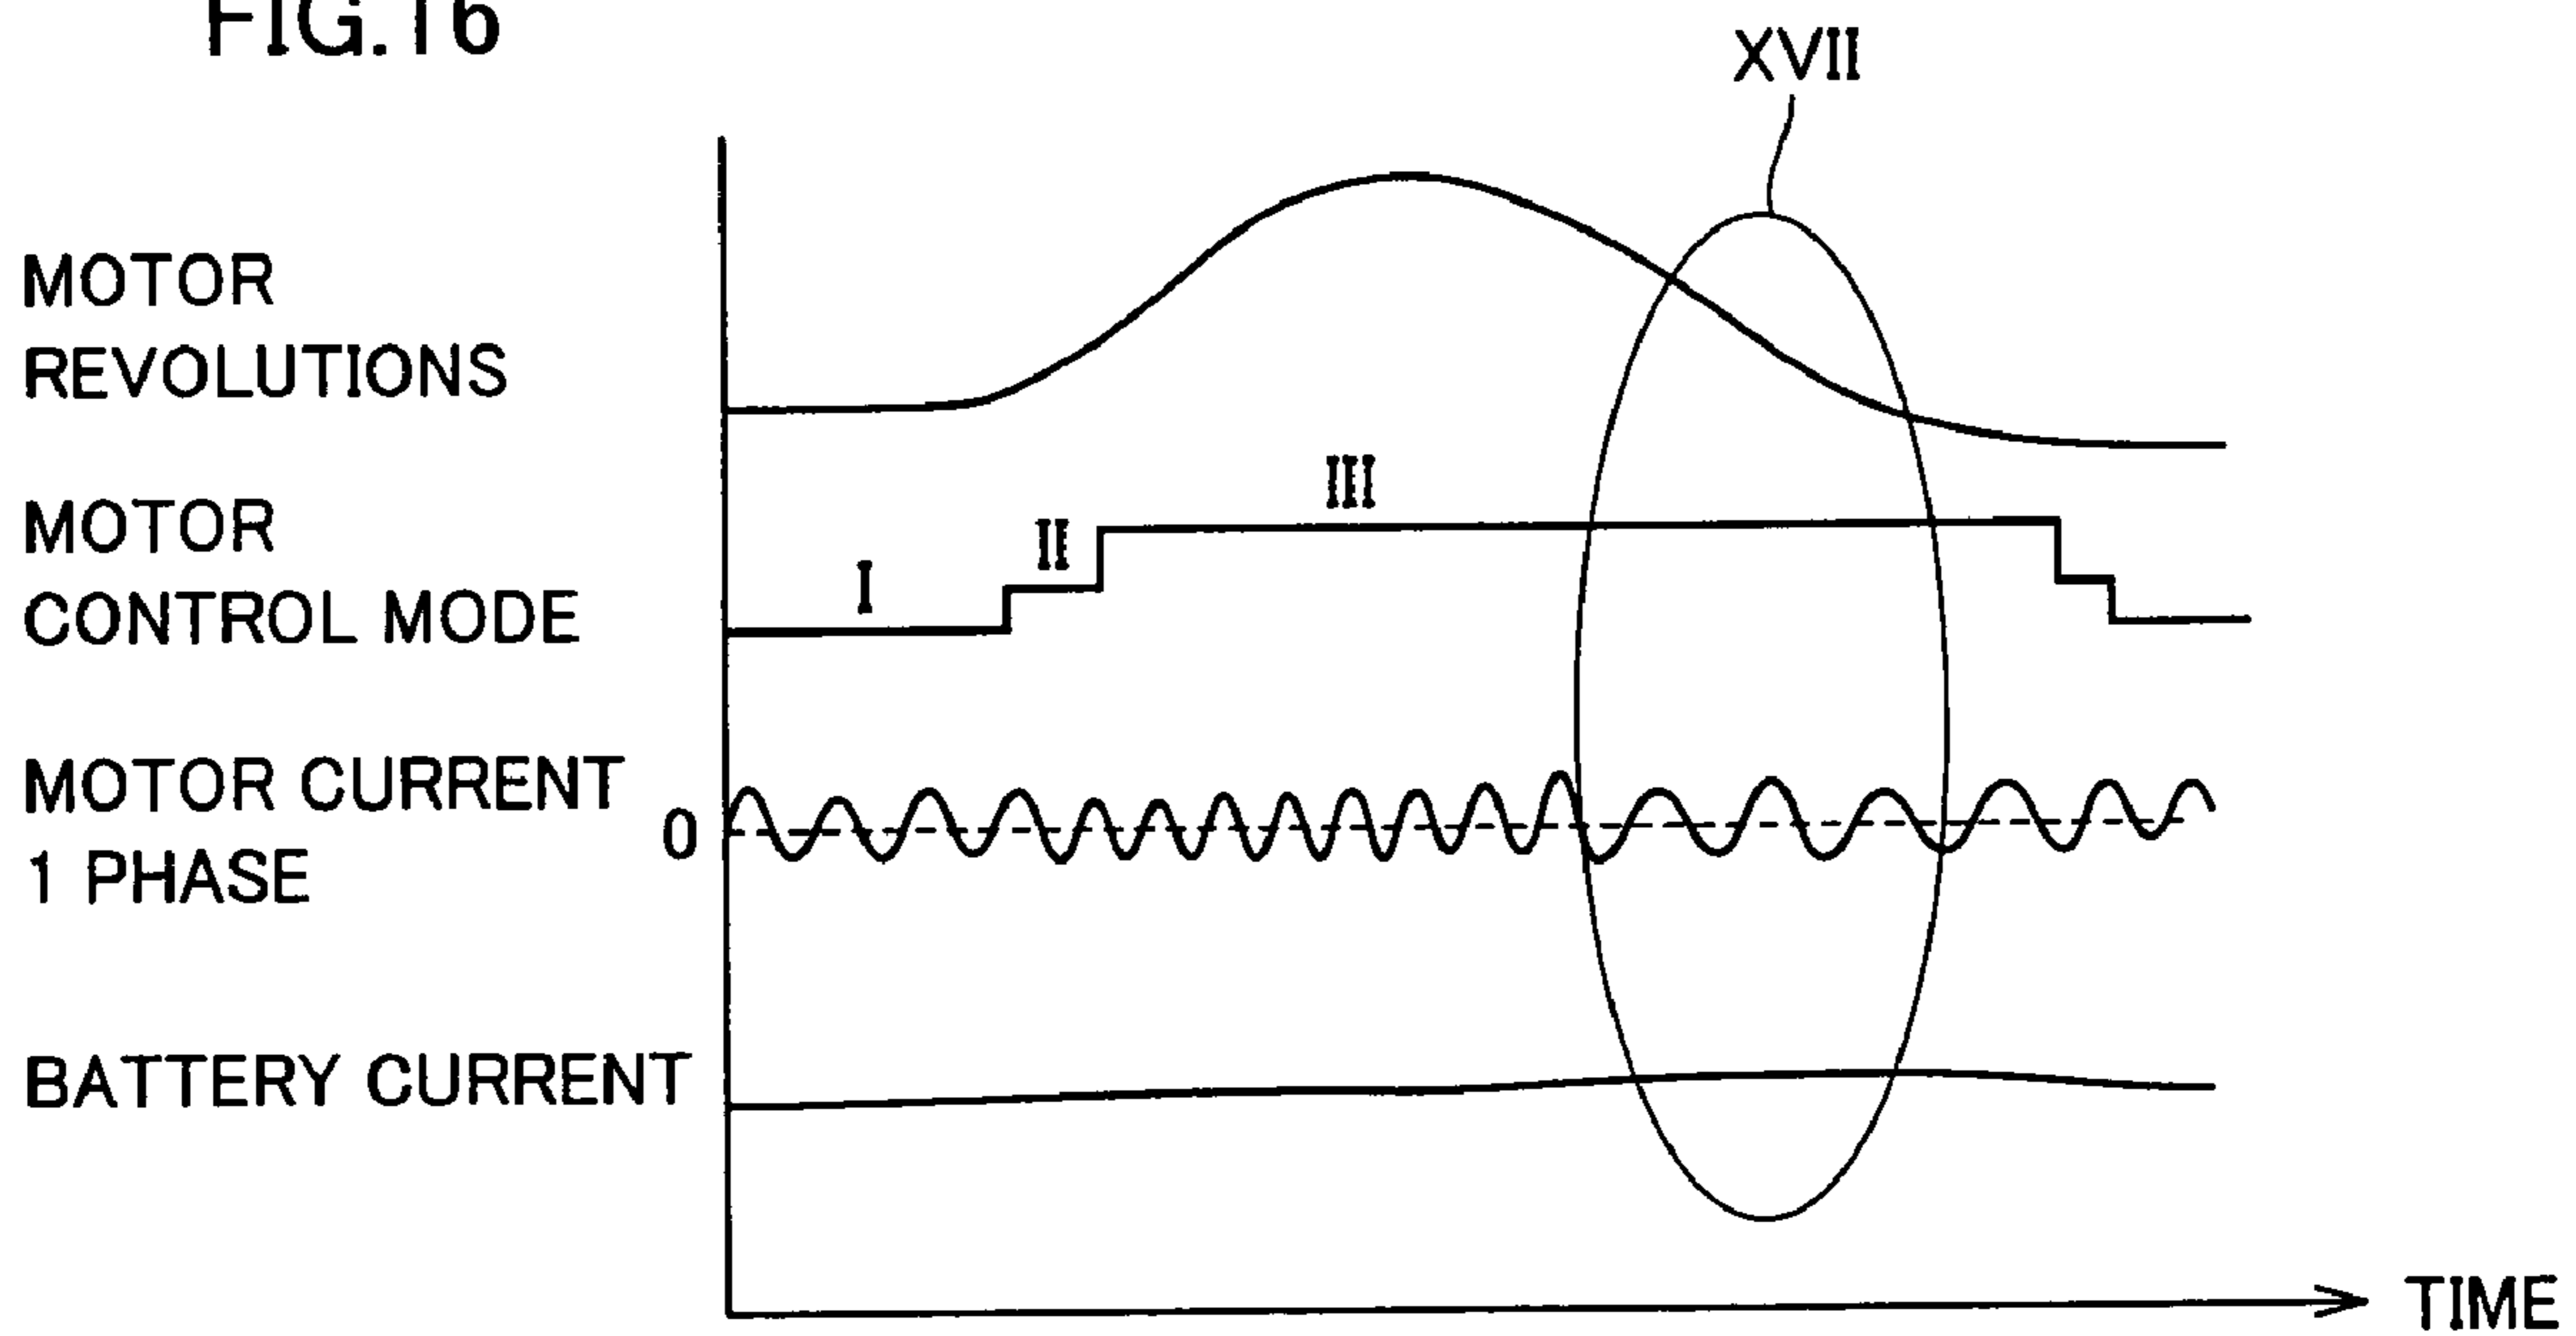 FIG.16
XVII
MOTOR
REVOLUTIONS
III
MOTOR
CONTROL MODE
II
I
MOTOR CURRENT
1 PHASE
0
BATTERY CURRENT
TIME